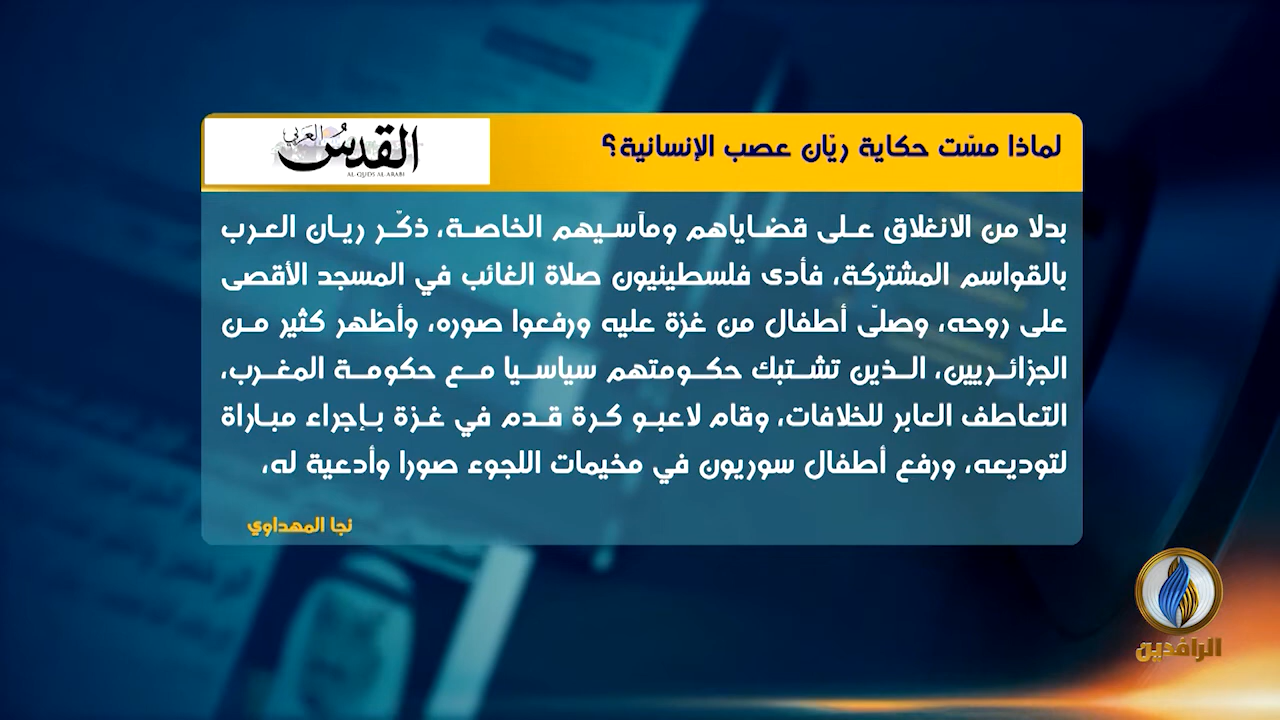 لماذا مسّت حكاية ريّان عصب الإنسانية؟
القدس العربي
AL-QUDS AL-ARABI
بدلا من الانغلاق على قضاياهم ومآسيهم الخاصة، ذكّر ريان العرب
بالقواسم المشتركة، فأدى فلسطينيون صلاة الغائب في المسجد الأقصى
على روحه، وصلّى أطفال من غزة عليه ورفعوا صوره، وأظهر كثير من
الجزائريين، الذين تشتبك حكومتهم سياسيا مع حكومة المغرب،
التعاطف العابر للخلافات، وقام لاعبو كرة قدم في غزة بإجراء مباراة
لتوديعه، ورفع أطفال سوريون في مخيمات اللجوء صورا وأدعية له،
نجا المهداوي
الرافدين